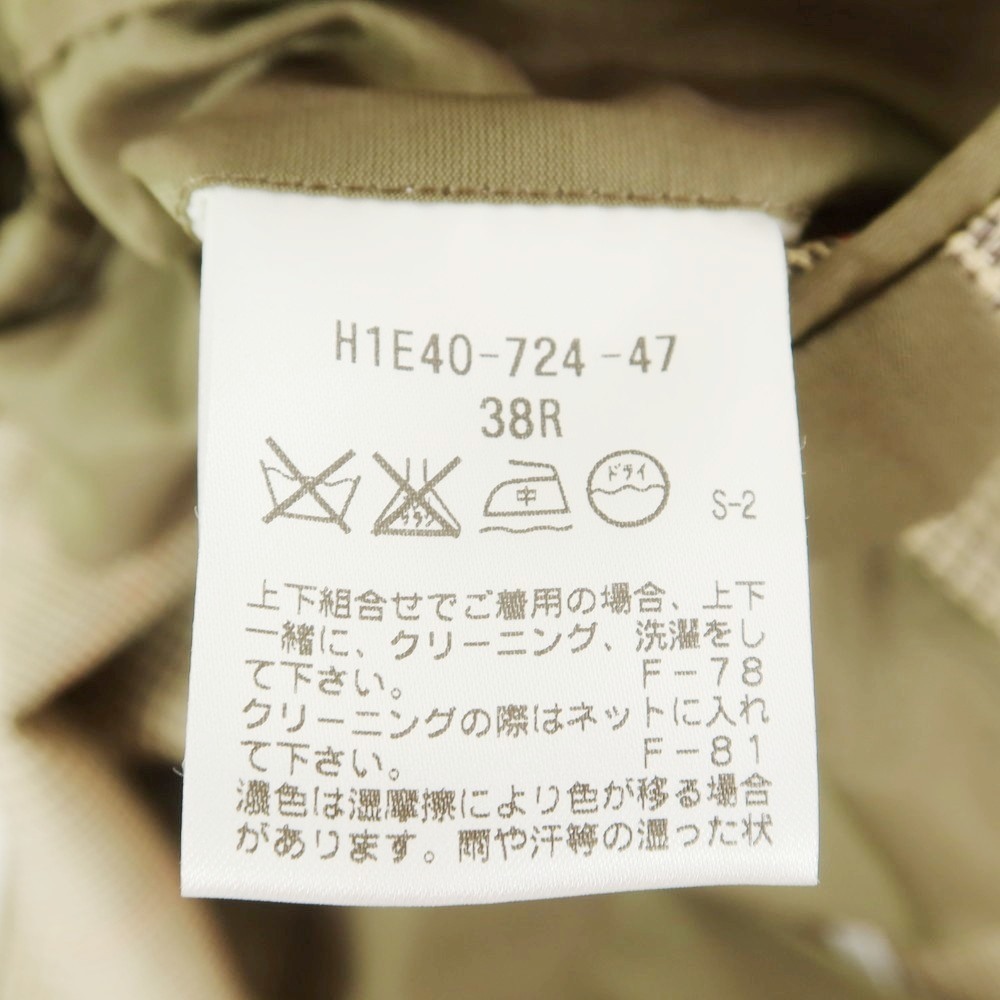 H1E40-724-47
38R
サラシ 中 ドライ S-2
上下組合せでご着用の場合、上下
一緒に、クリーニング、洗濯をし
て下さい。 F-78
クリーニングの際はネットに入れ
て下さい。 F-81
濃色は湿摩擦により色が移る場合
があります。雨や汗等の湿った状